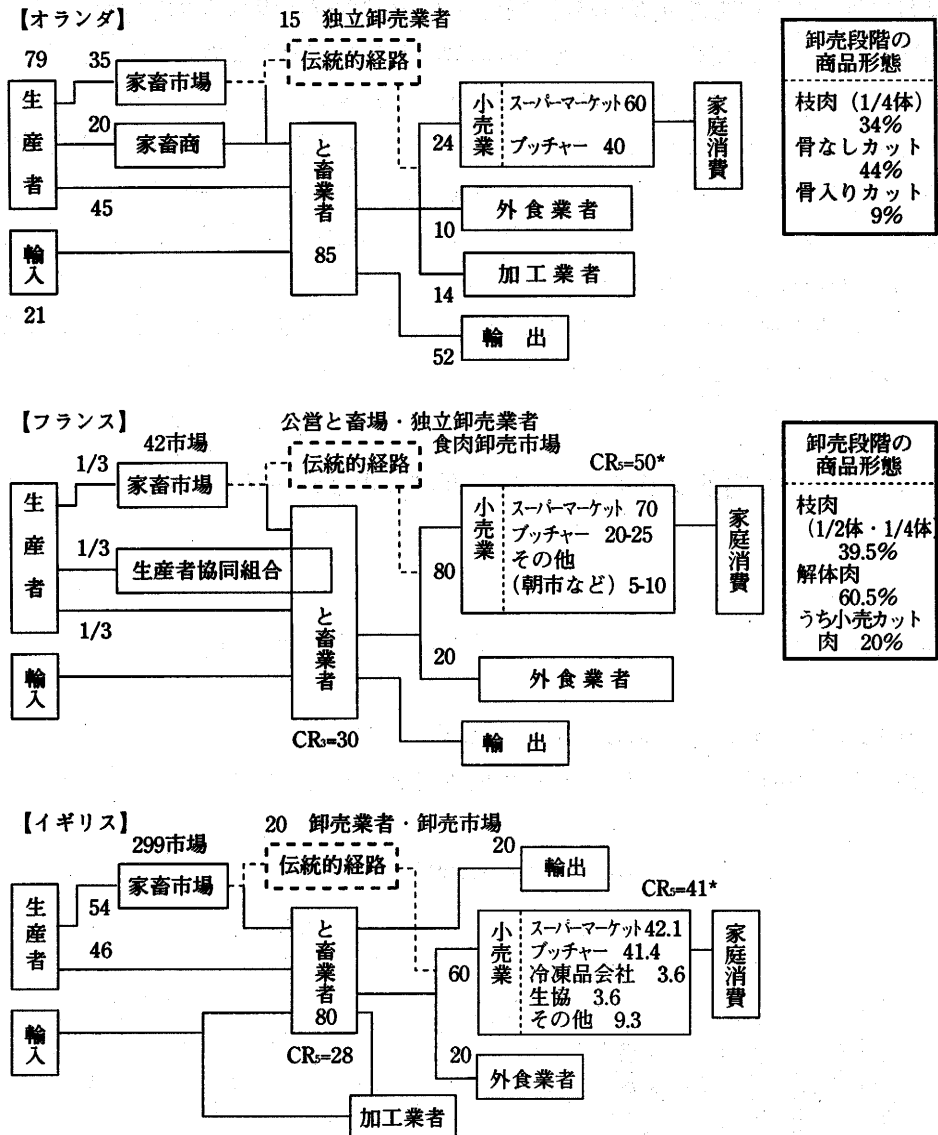 【オランダ】
15 独立卸売業者
79
35
生産者
家畜市場
伝統的経路
20
家畜商
45
輸入
21
と畜業者
85
24
小売業
スーパーマーケット60
ブッチャー 40
家庭消費
10
外食業者
14
加工業者
52
輸出
卸売段階の
商品形態
枝肉（1/4体）
34%
骨なしカット
44%
骨入りカット
9%
【フランス】
公営と畜場・独立卸売業者
食肉卸売市場
42市場
1/3
生産者
家畜市場
伝統的経路
1/3
生産者協同組合
1/3
輸入
と畜業者
CR₃=30
CR₅=50*
80
小売業
スーパーマーケット 70
ブッチャー 20-25
その他
(朝市など) 5-10
家庭消費
20
外食業者
輸出
卸売段階の
商品形態
枝肉
(1/2体・1/4体)
39.5%
解体肉
60.5%
うち小売カット
肉 20%
【イギリス】
20 卸売業者・卸売市場
299市場
生産者
54
家畜市場
伝統的経路
46
輸入
と畜業者
80
CR₅=28
20
輸出
CR₅=41*
60
小売業
スーパーマーケット42.1
ブッチャー 41.4
冷凍品会社 3.6
生協 3.6
その他 9.3
家庭消費
20
外食業者
加工業者